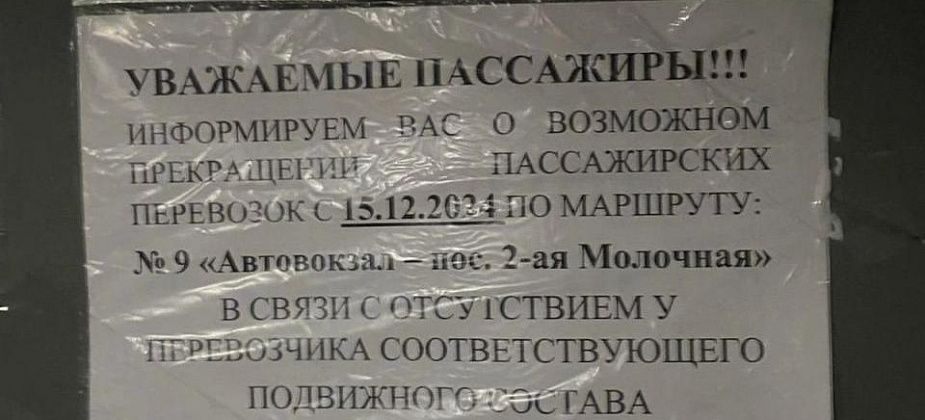 УВАЖАЕМЫЕ ПАССАЖИРЫ!!!
ИНФОРМИРУЕМ ВАС О ВОЗМОЖНОМ
ПРЕКРАЩЕНИИ ПАССАЖИРСКИХ
ПЕРЕВОЗОК С 15.12.2024 ПО МАРШРУТУ:
№ 9 «Автовокзал – пос. 2-ая Молочная»
В СВЯЗИ С ОТСУТСТВИЕМ У
ПЕРЕВОЗЧИКА СООТВЕТСТВУЮЩЕГО
ПОДВИЖНОГО СОСТАВА